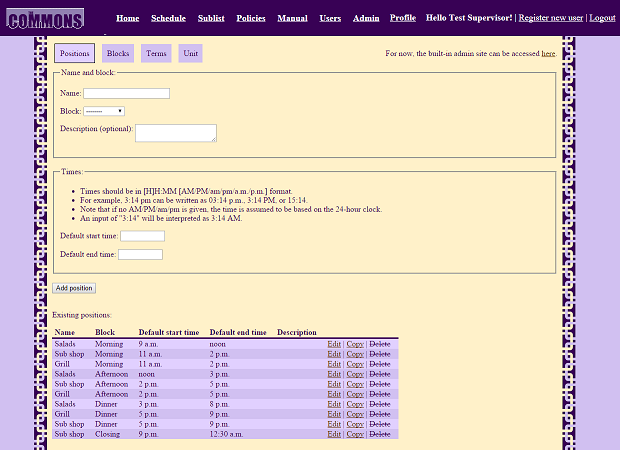 COMMONS
Home Schedule Sublist Policies Manual Users Admin Profile Hello Test Supervisor! | Register new user | Logout
Positions Blocks Terms Unit
For now, the built-in admin site can be accessed here.
Name and block:
Name:
Block: --------
Description (optional):
Times:
Times should be in [H]H:MM [AM/PM/am/pm/a.m./p.m.] format.
For example, 3:14 pm can be written as 03:14 p.m., 3:14 PM, or 15:14.
Note that if no AM/PM/am/pm is given, the time is assumed to be based on the 24-hour clock.
An input of "3:14" will be interpreted as 3:14 AM.
Default start time:
Default end time:
Add position
Existing positions:
Name Block Default start time Default end time Description
Salads Morning 9 a.m. noon Edit | Copy | Delete
Sub shop Morning 11 a.m. 2 p.m. Edit | Copy | Delete
Grill Morning 11 a.m. 2 p.m. Edit | Copy | Delete
Salads Afternoon noon 3 p.m. Edit | Copy | Delete
Sub shop Afternoon 2 p.m. 5 p.m. Edit | Copy | Delete
Grill Afternoon 2 p.m. 5 p.m. Edit | Copy | Delete
Salads Dinner 3 p.m. 8 p.m. Edit | Copy | Delete
Grill Dinner 5 p.m. 9 p.m. Edit | Copy | Delete
Sub shop Dinner 5 p.m. 9 p.m. Edit | Copy | Delete
Sub shop Closing 9 p.m. 12:30 a.m. Edit | Copy | Delete